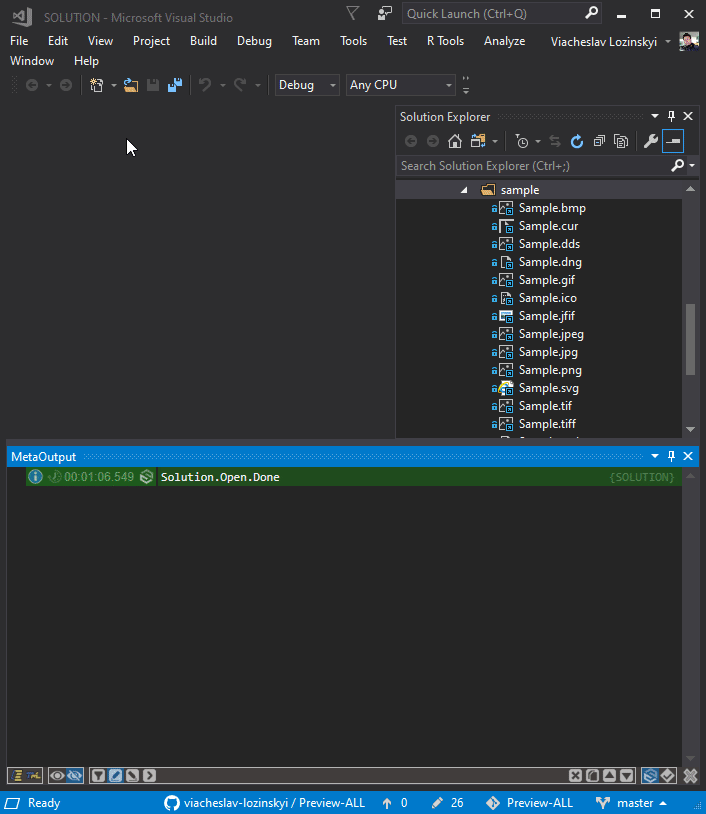 SOLUTION - Microsoft Visual Studio
Quick Launch (Ctrl+Q)
File Edit View Project Build Debug Team Tools Test R Tools Analyze Viacheslav Lozinskyi
Window Help
Debug Any CPU
Solution Explorer
Search Solution Explorer (Ctrl+;)
sample
Sample.bmp
Sample.cur
Sample.dds
Sample.dng
Sample.gif
Sample.ico
Sample.jfif
Sample.jpeg
Sample.jpg
Sample.png
Sample.svg
Sample.tif
Sample.tiff
MetaOutput
00:01:06.549 Solution.Open.Done {SOLUTION}
Ready viacheslav-lozinskyi / Preview-ALL 0 26 Preview-ALL master